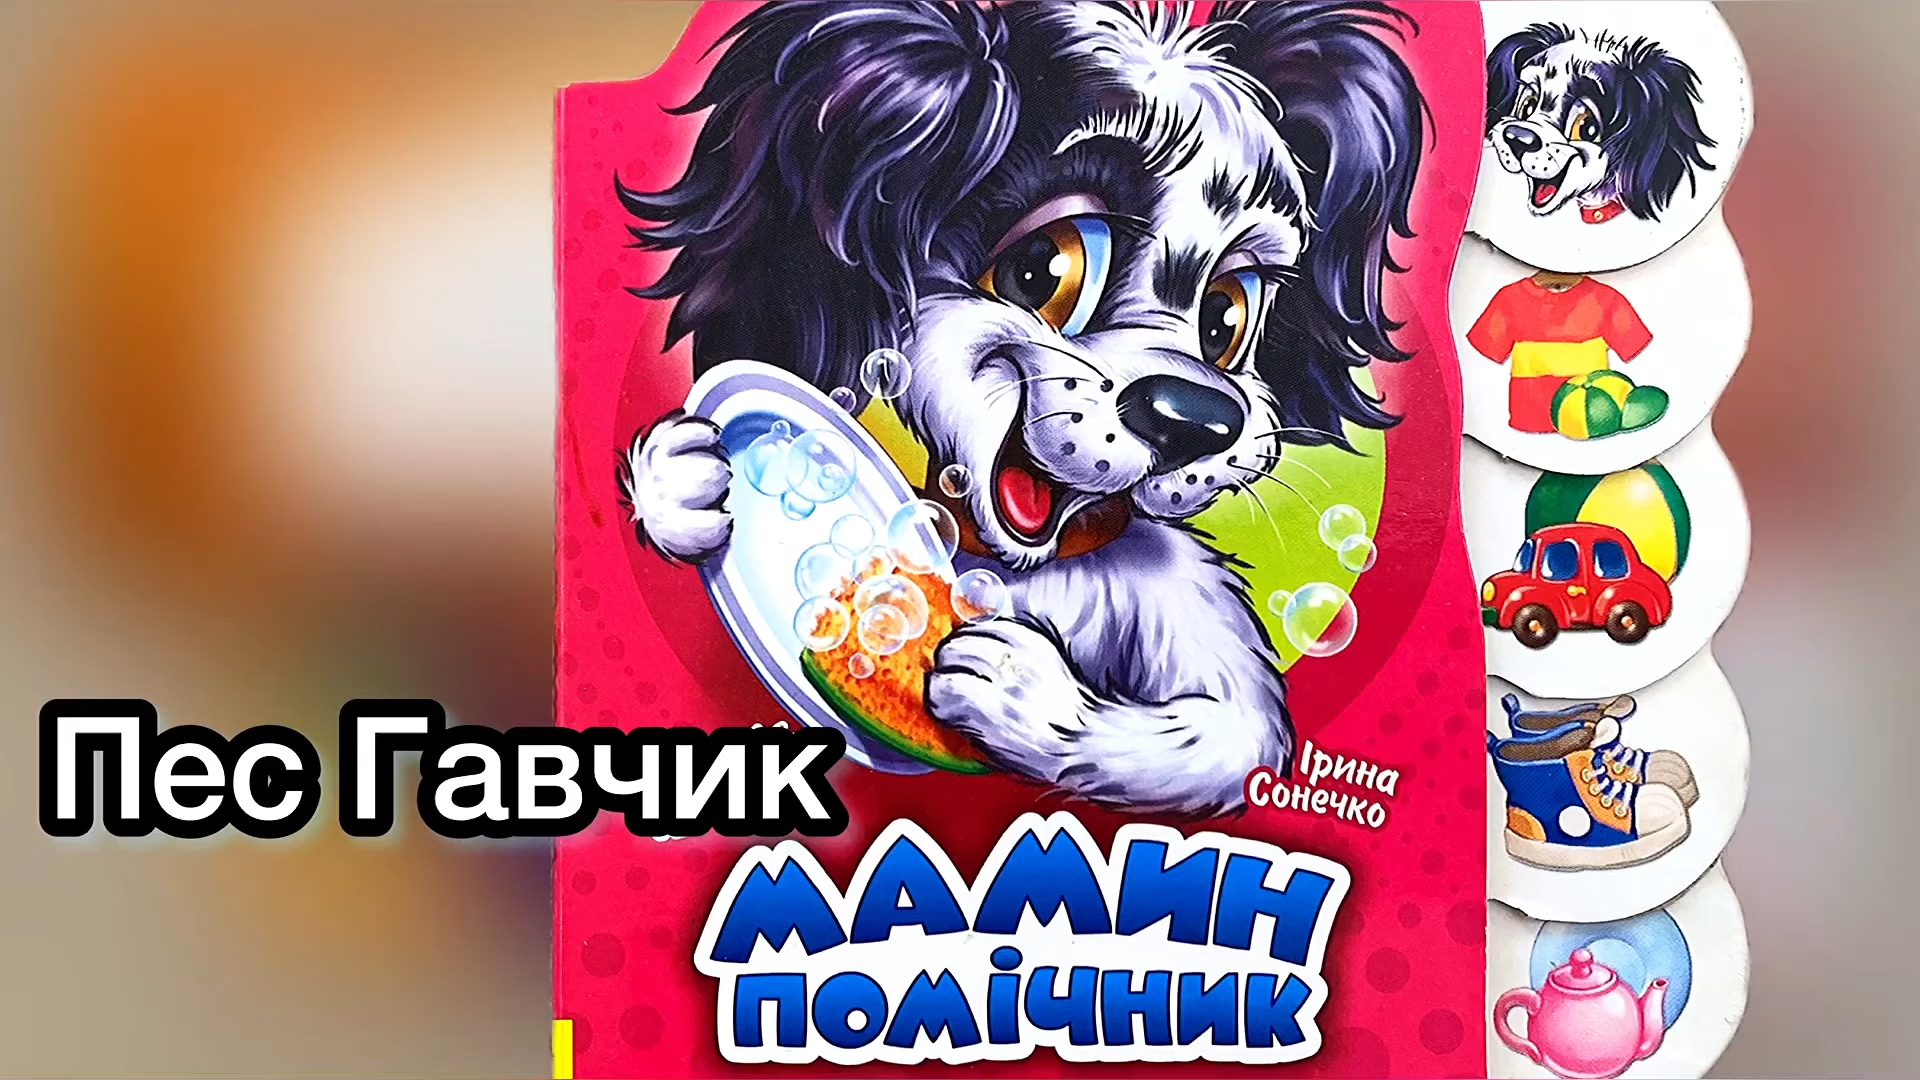 Пес Гавчик
Ірина
Сонечко
МАМИН
ПОМІЧНИК